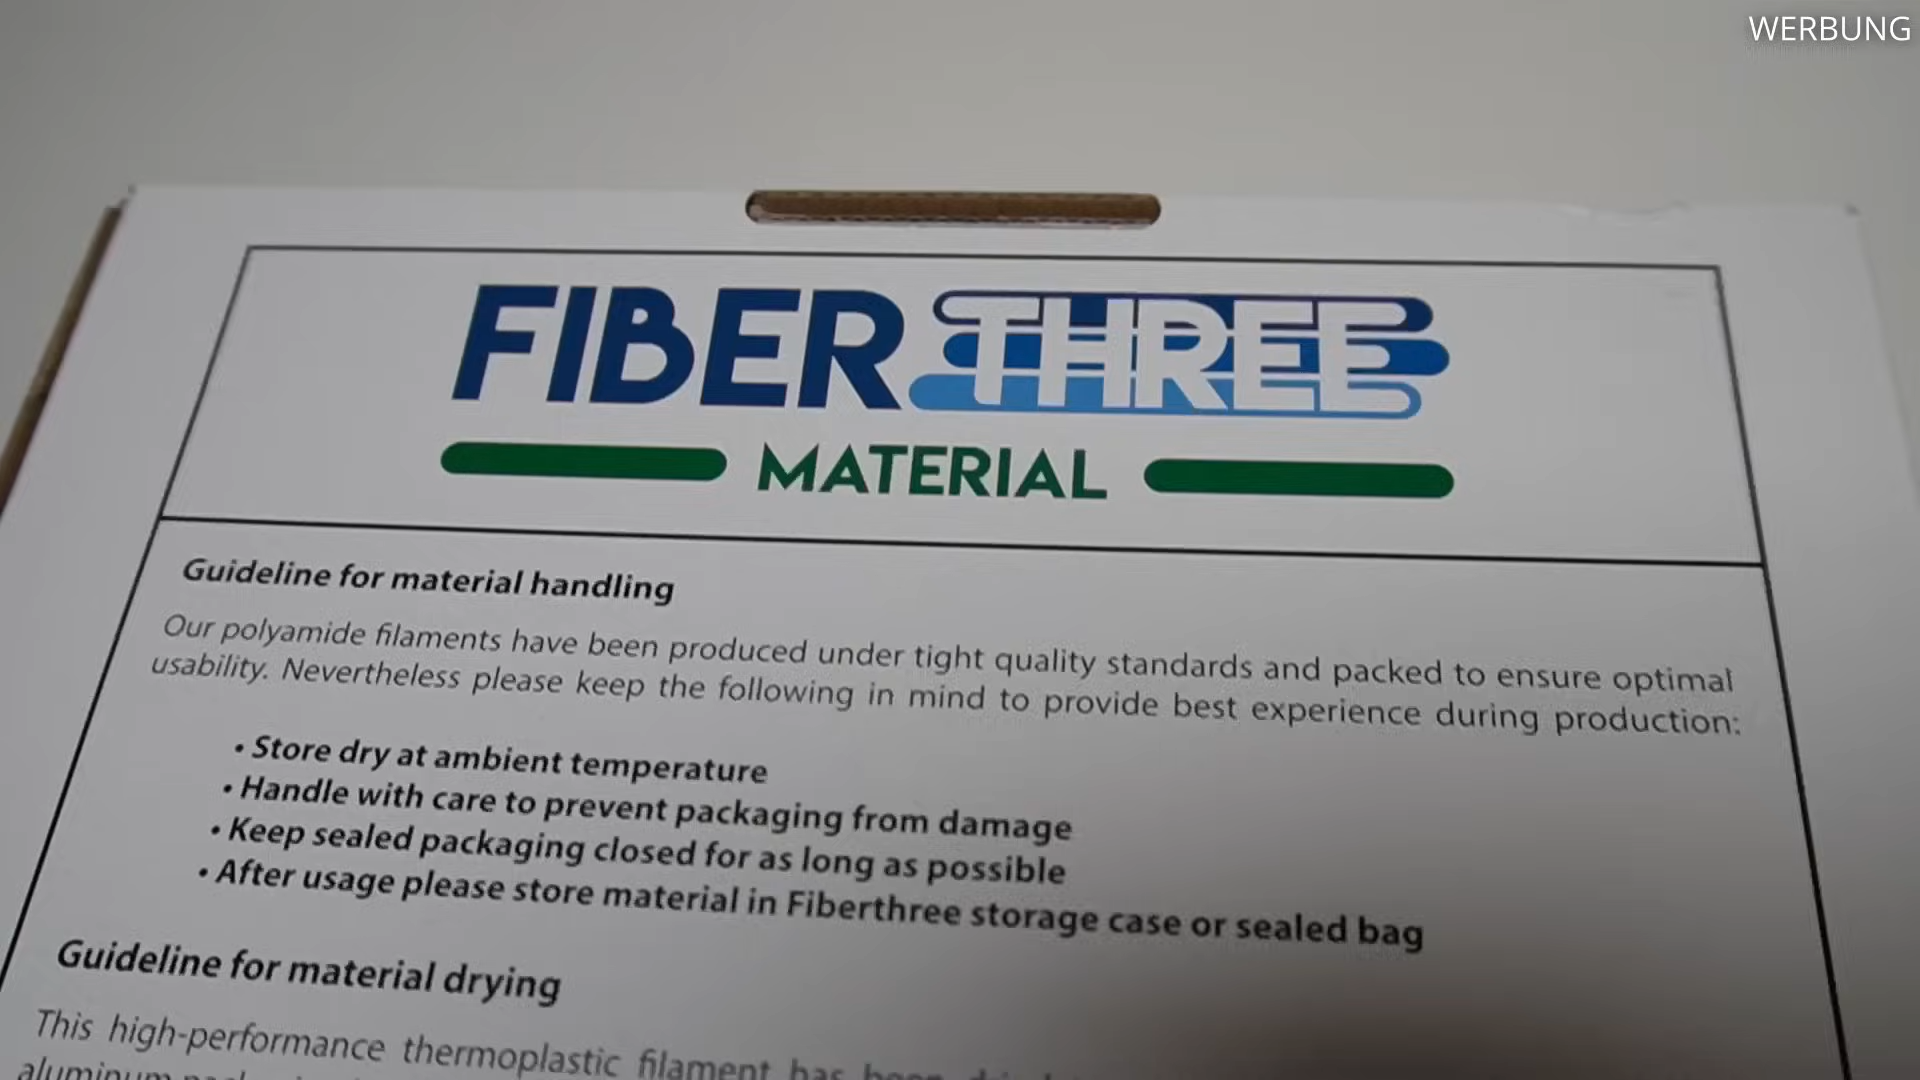 WERBUNG
FIBER THREE
MATERIAL
Guideline for material handling
Our polyamide filaments have been produced under tight quality standards and packed to ensure optimal
usability. Nevertheless please keep the following in mind to provide best experience during production:
• Store dry at ambient temperature
• Handle with care to prevent packaging from damage
• Keep sealed packaging closed for as long as possible
• After usage please store material in Fiberthree storage case or sealed bag
Guideline for material drying
This high-performance thermoplastic filament has been
aluminum